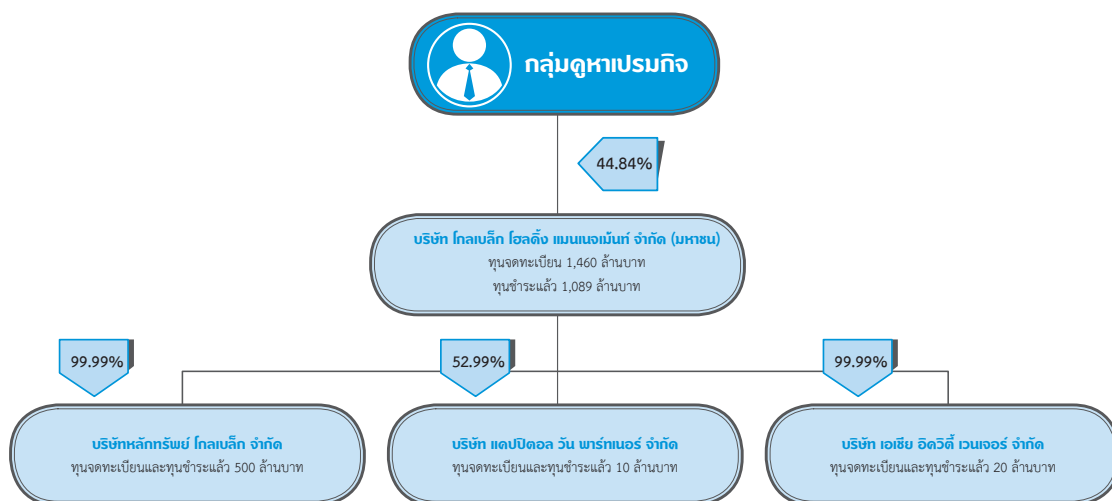 กลุ่มคูหาเปรมกิจ
44.84%
บริษัท โกลเบล็ก โฮลดิ้ง แมนเนจเม้นท์ จำกัด (มหาชน)
ทุนจดทะเบียน 1,460 ล้านบาท
ทุนชำระแล้ว 1,089 ล้านบาท
99.99%
52.99%
99.99%
บริษัทหลักทรัพย์ โกลเบล็ก จำกัด
ทุนจดทะเบียนและทุนชำระแล้ว 500 ล้านบาท
บริษัท แคปปิตอล วัน พาร์ทเนอร์ จำกัด
ทุนจดทะเบียนและทุนชำระแล้ว 10 ล้านบาท
บริษัท เอเชีย อิควิตี้ เวนเจอร์ จำกัด
ทุนจดทะเบียนและทุนชำระแล้ว 20 ล้านบาท